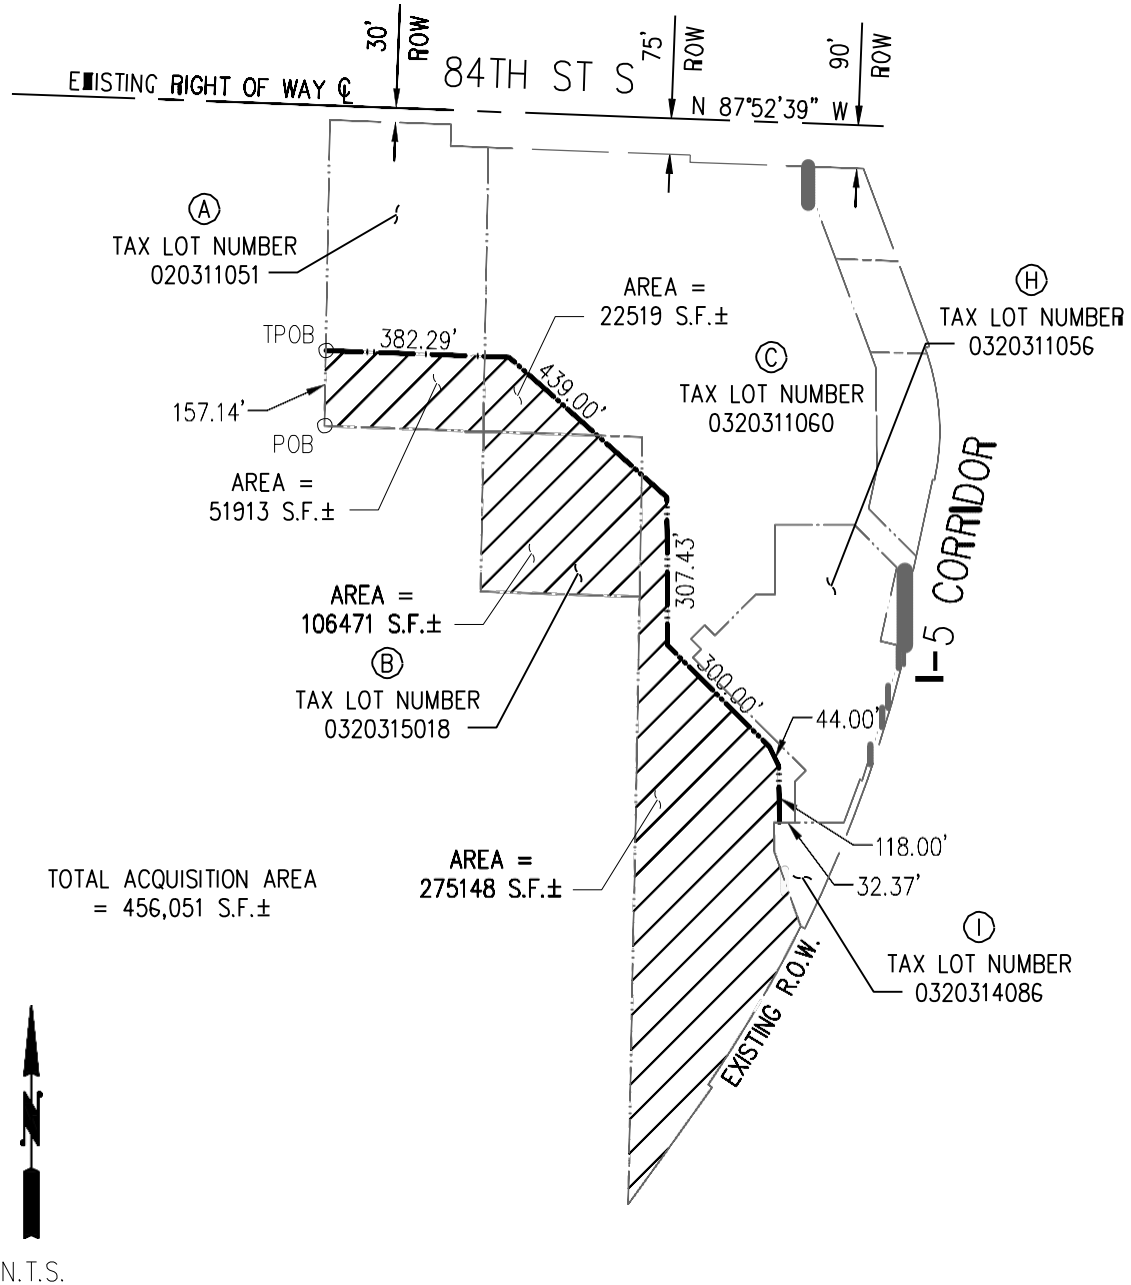 30'
ROW
75'
ROW
90'
ROW
84TH ST S
EXISTING RIGHT OF WAY ℄
N 87°52'39" W
A
TAX LOT NUMBER
020311051
AREA =
22519 S.F.±
H
TAX LOT NUMBER
0320311056
TPOB
382.29'
439.00'
C
TAX LOT NUMBER
0320311060
157.14'
POB
AREA =
51913 S.F.±
I-5 CORRIDOR
307.43'
AREA =
106471 S.F.±
B
TAX LOT NUMBER
0320315018
300.00'
44.00'
118.00'
32.37'
AREA =
275148 S.F.±
TOTAL ACQUISITION AREA
= 456,051 S.F.±
I
TAX LOT NUMBER
0320314086
EXISTING R.O.W.
N
N.T.S.